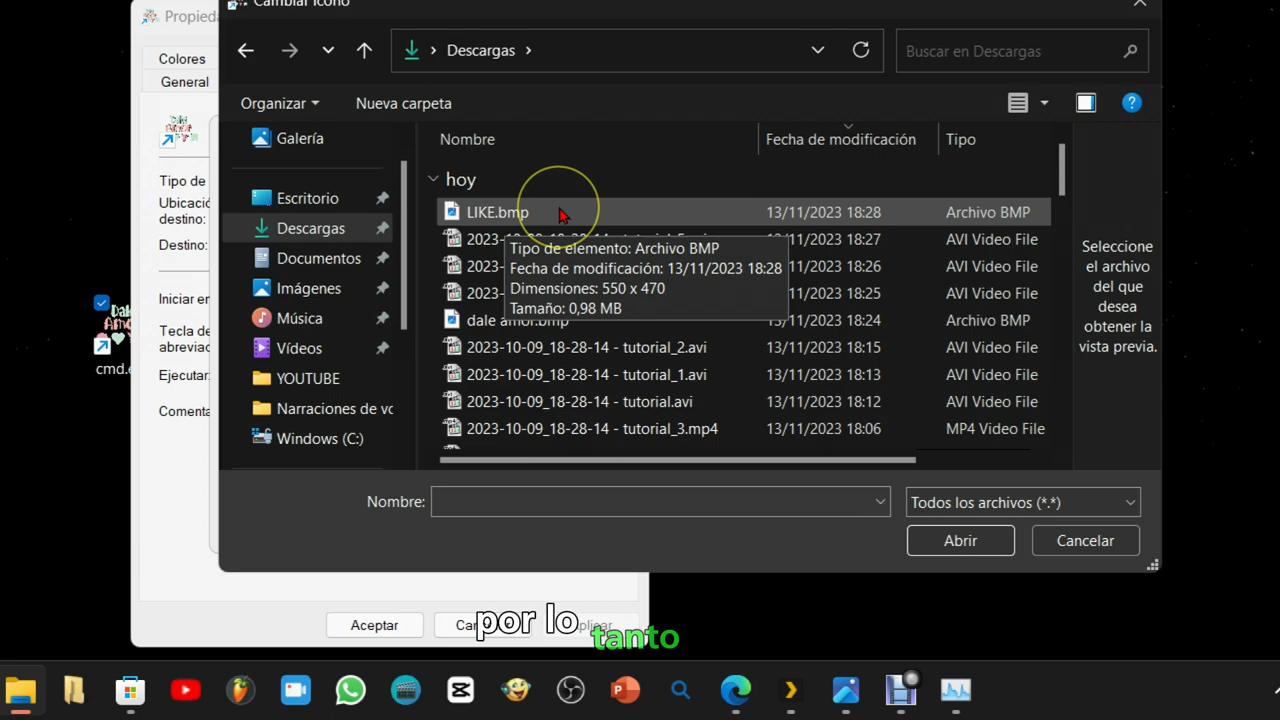 Propieda
Cambiar icono
Colores
General
Descargas
Buscar en Descargas
Organizar
Nueva carpeta
Galería
Nombre
Fecha de modificación
Tipo
Tipo de
Ubicació
destino:
Destino:
Iniciar en
Tecla de
abreviac
Ejecutar:
Comenta
Escritorio
Descargas
Documentos
Imágenes
Música
Vídeos
YOUTUBE
Narraciones de vo
Windows (C:)
hoy
LIKE.bmp 13/11/2023 18:28 Archivo BMP
2023- /11/2023 18:27 AVI Video File
2023- /11/2023 18:26 AVI Video File
2023- /11/2023 18:25 AVI Video File
dale amor.bmp /11/2023 18:24 Archivo BMP
2023-10-09_18-28-14 - tutorial_2.avi 13/11/2023 18:15 AVI Video File
2023-10-09_18-28-14 - tutorial_1.avi 13/11/2023 18:13 AVI Video File
2023-10-09_18-28-14 - tutorial.avi 13/11/2023 18:12 AVI Video File
2023-10-09_18-28-14 - tutorial_3.mp4 13/11/2023 18:06 MP4 Video File
Tipo de elemento: Archivo BMP
Fecha de modificación: 13/11/2023 18:28
Dimensiones: 550 x 470
Tamaño: 0,98 MB
Seleccione
el archivo
del que
desea
obtener la
vista previa.
cmd.e
Nombre:
Todos los archivos (*.*)
Abrir
Cancelar
Aceptar
Can
plicar
por lo tanto